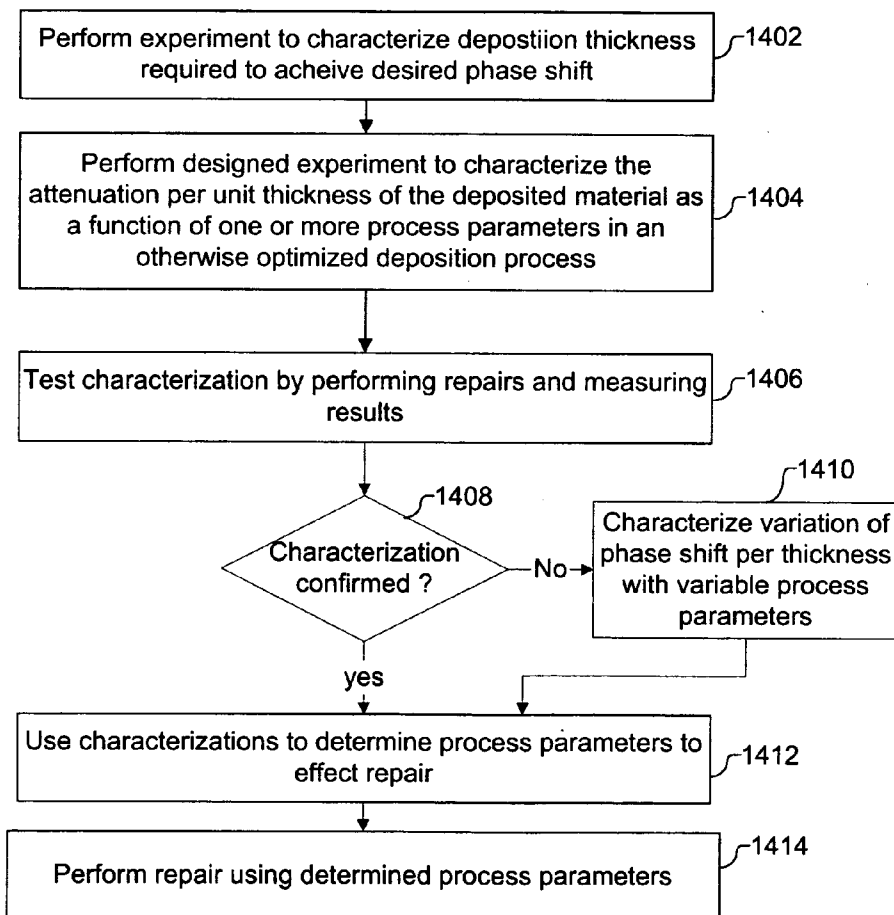 Perform experiment to characterize depostiion thickness
required to acheive desired phase shift
1402
Perform designed experiment to characterize the
attenuation per unit thickness of the deposited material as
a function of one or more process parameters in an
otherwise optimized deposition process
1404
Test characterization by performing repairs and measuring
results
1406
1408
Characterization
confirmed ?
No
1410
Characterize variation of
phase shift per thickness
with variable process
parameters
yes
Use characterizations to determine process parameters to
effect repair
1412
Perform repair using determined process parameters
1414